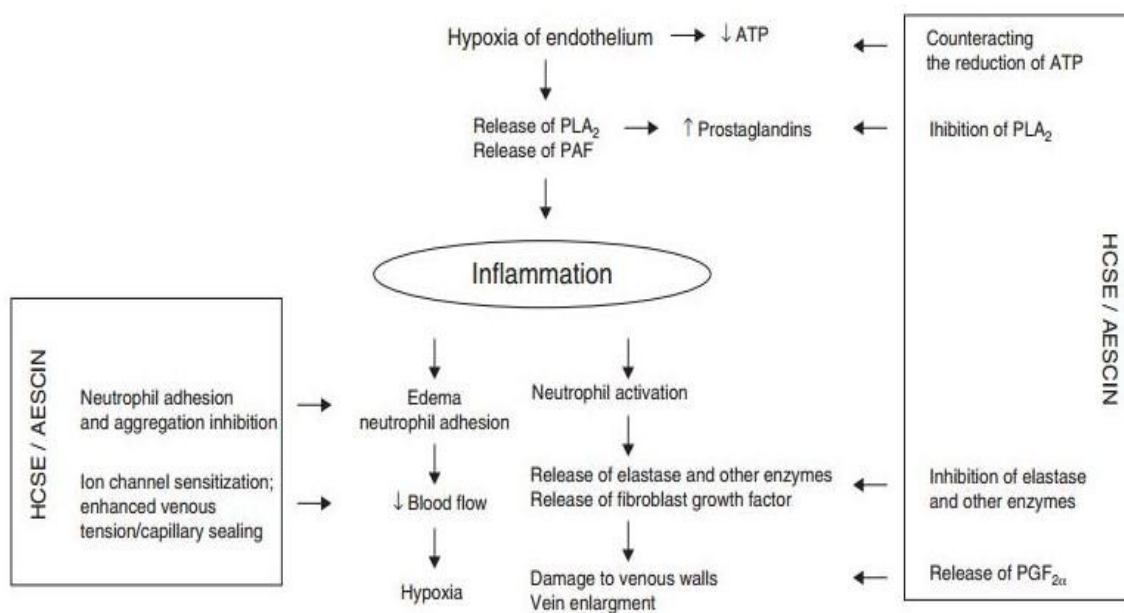 Hypoxia of endothelium → ↓ ATP
Counteracting
the reduction of ATP
Release of PLA₂ → ↑ Prostaglandins
Release of PAF
Ihibition of PLA₂
Inflammation
HCSE / AESCIN
HCSE / AESCIN
Neutrophil adhesion
and aggregation inhibition
Edema
neutrophil adhesion
Neutrophil activation
Ion channel sensitization;
enhanced venous
tension/capillary sealing
↓ Blood flow
Release of elastase and other enzymes
Release of fibroblast growth factor
Inhibition of elastase
and other enzymes
Hypoxia
Damage to venous walls
Vein enlargment
Release of PGF₂α